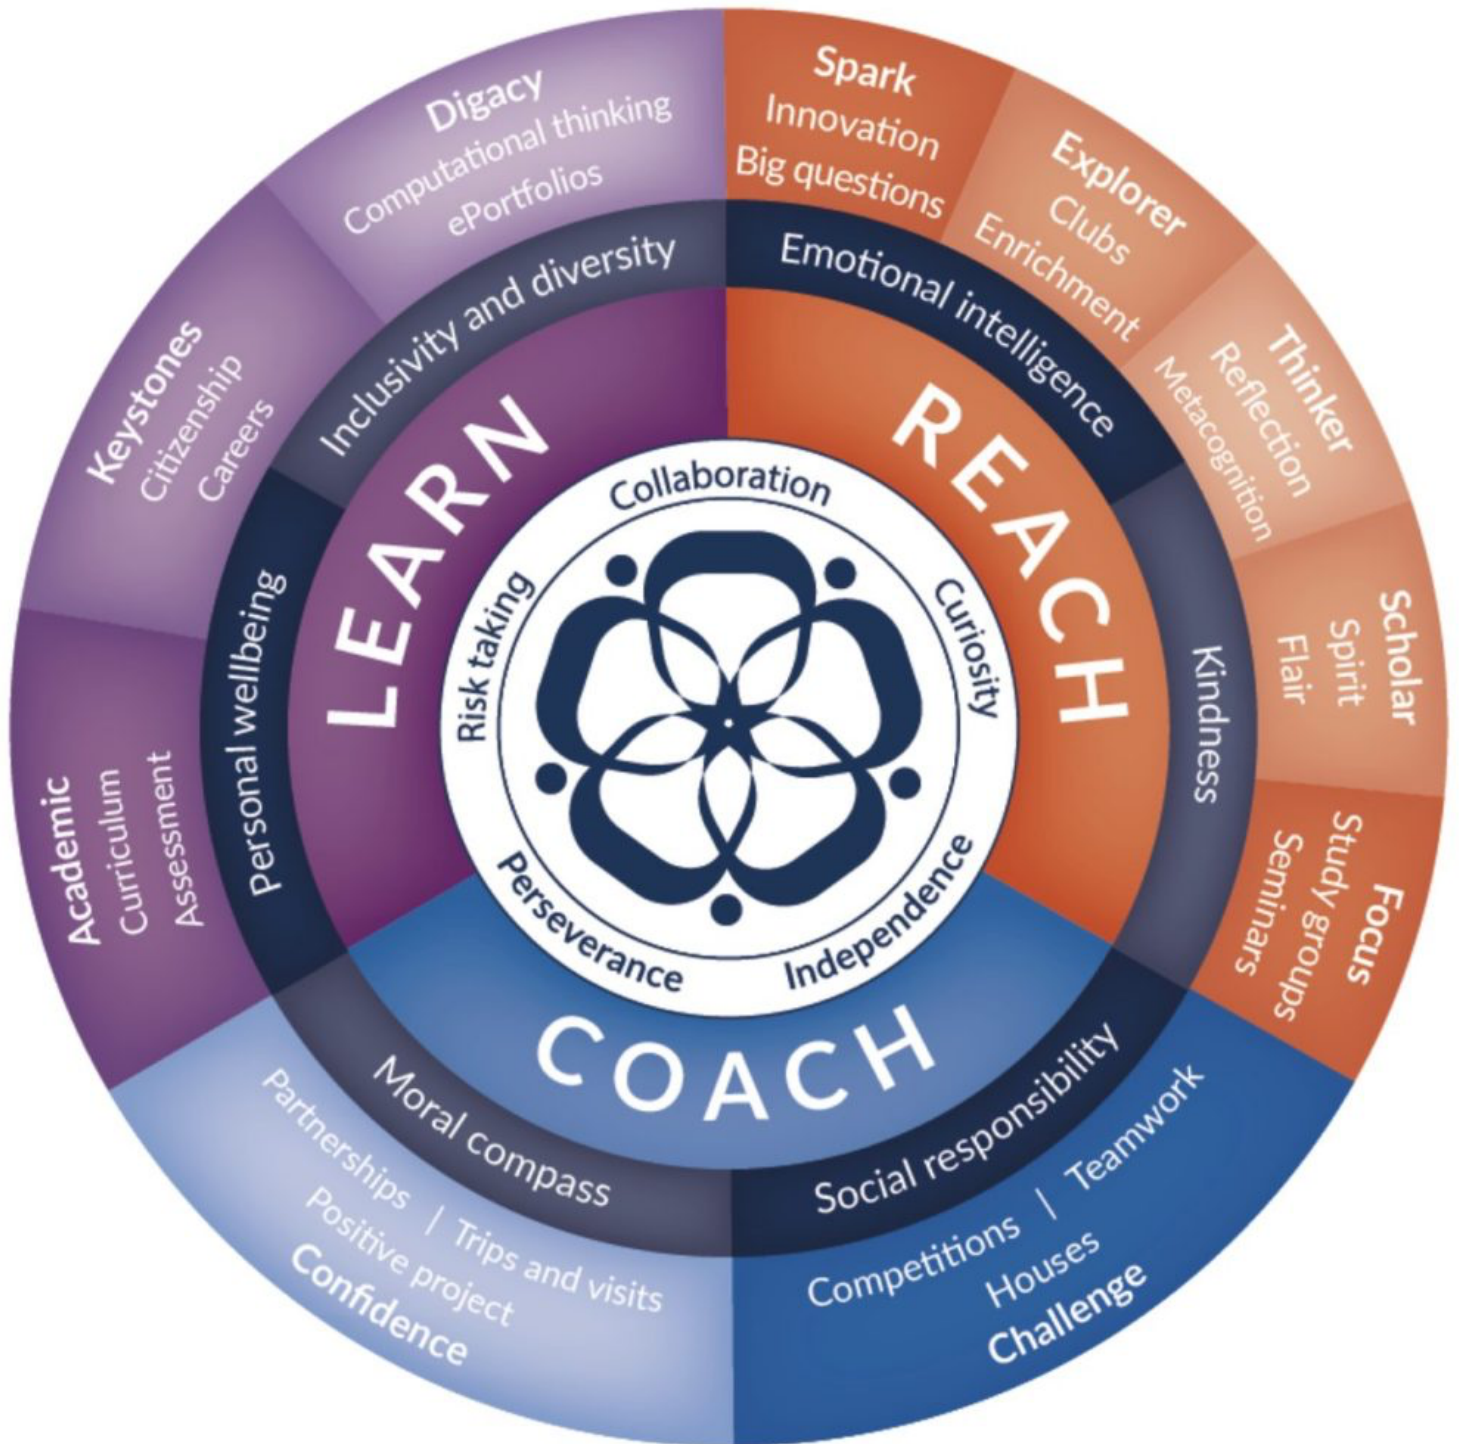 Spark
Innovation
Big questions
Explorer
Clubs
Enrichment
Thinker
Reflection
Metacognition
Scholar
Spirit
Flair
Focus
Study groups
Seminars
Teamwork
Competitions |
Houses
Challenge
Partnerships | Trips and visits
Positive project
Confidence
Academic
Curriculum
Assessment
Keystones
Citizenship
Careers
Digacy
Computational thinking
ePortfolios
Emotional intelligence
Kindness
Social responsibility
Moral compass
Personal wellbeing
Inclusivity and diversity
REACH
COACH
LEARN
Collaboration
Curiosity
Independence
Perseverance
Risk taking